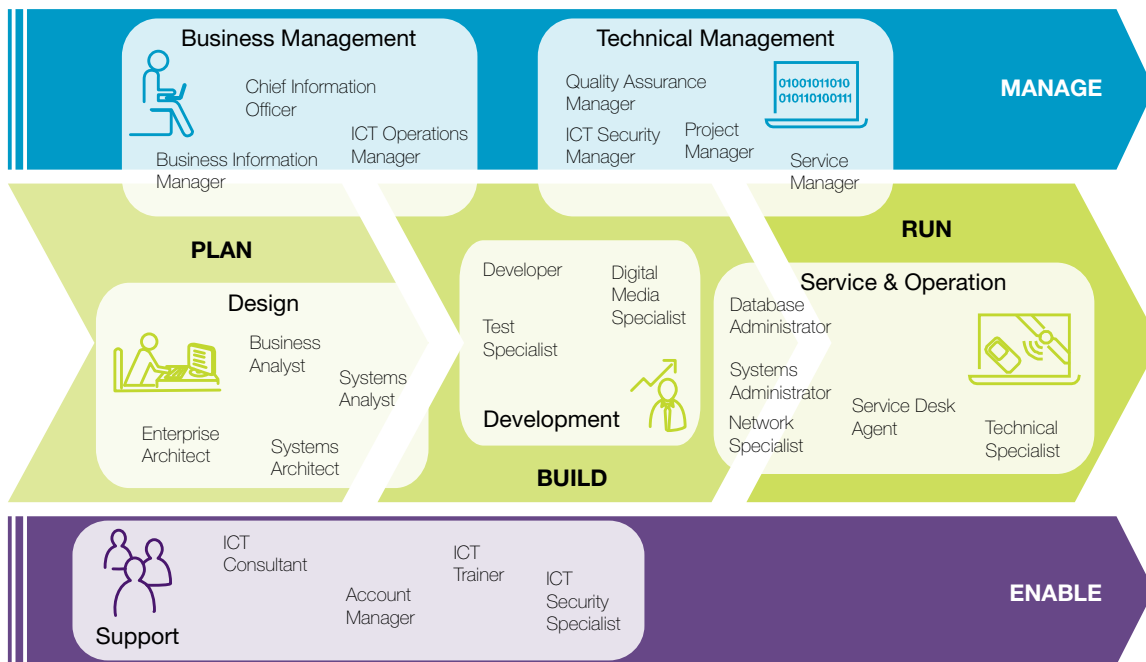 Business Management
Chief Information
Officer
ICT Operations
Manager
Business Information
Manager
Technical Management
Quality Assurance
Manager
ICT Security
Manager
Project
Manager
Service
Manager
01001011010
010110100111
MANAGE
PLAN
Design
Business
Analyst
Systems
Analyst
Enterprise
Architect
Systems
Architect
Developer
Digital
Media
Specialist
Test
Specialist
Development
BUILD
RUN
Service & Operation
Database
Administrator
Systems
Administrator
Network
Specialist
Service Desk
Agent
Technical
Specialist
ICT
Consultant
Account
Manager
ICT
Trainer
ICT
Security
Specialist
Support
ENABLE